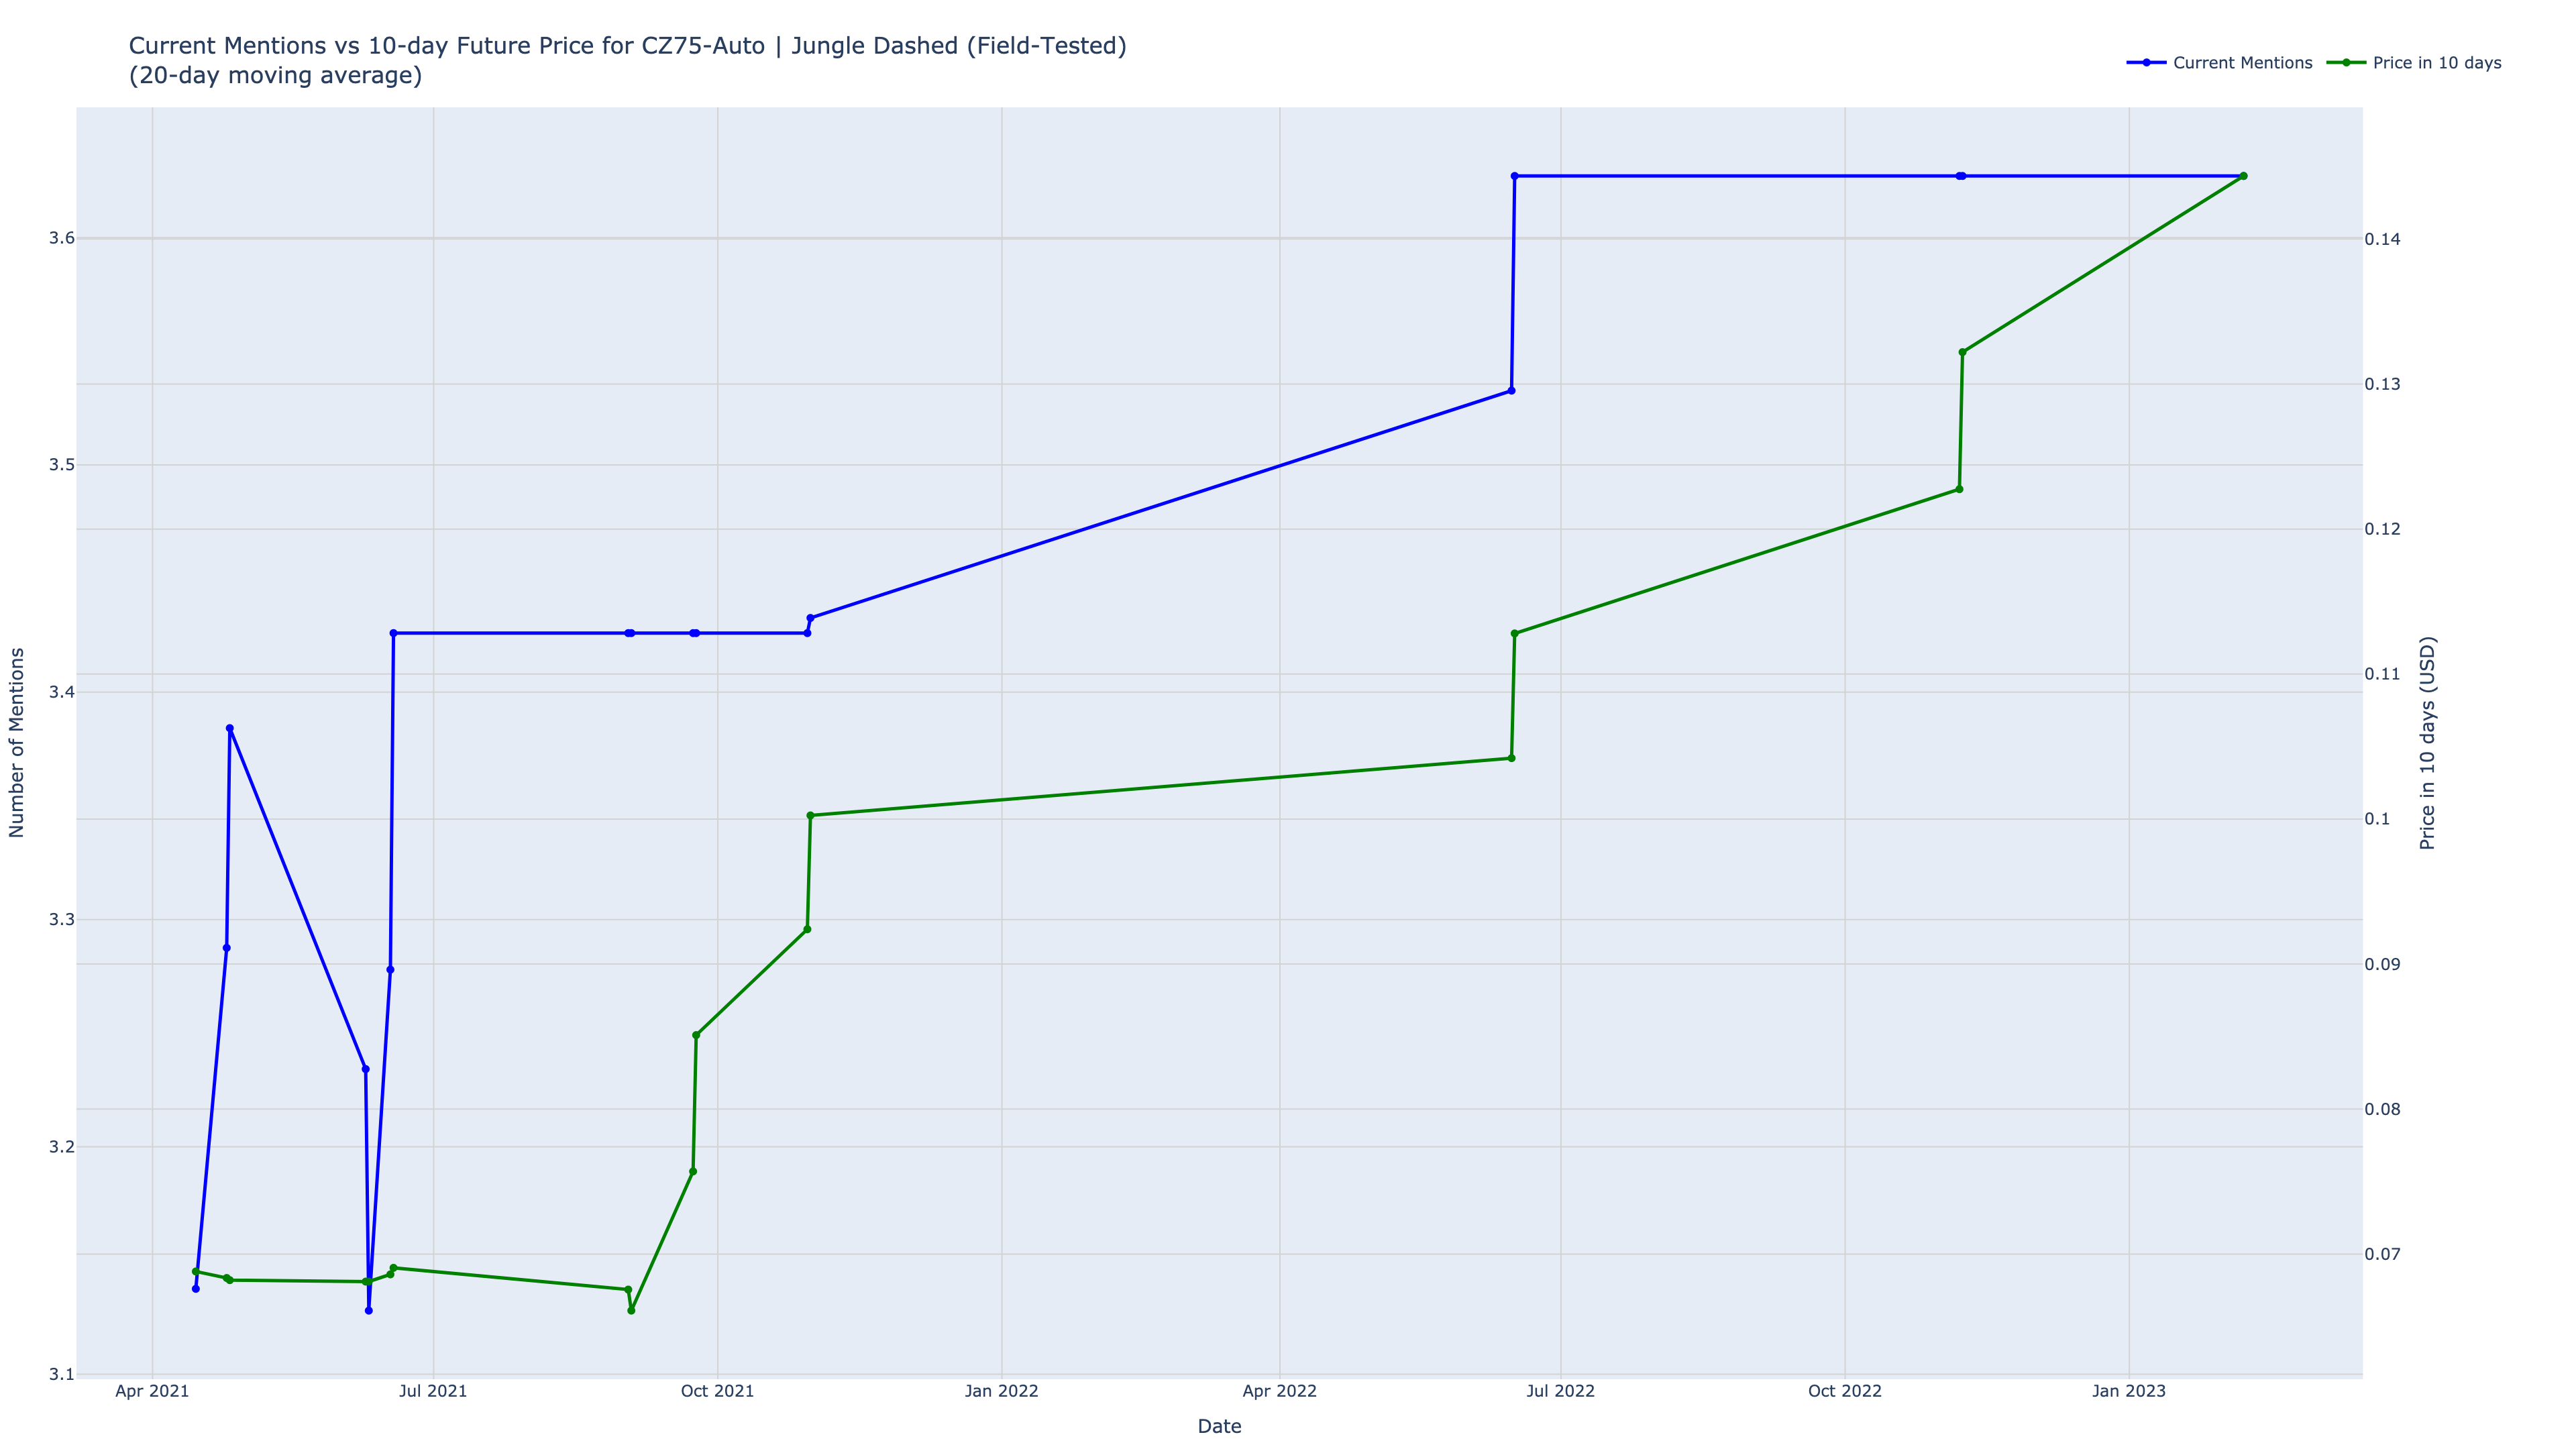 Current Mentions vs 10-day Future Price for CZ75-Auto | Jungle Dashed (Field-Tested)
(20-day moving average)
Current Mentions
Price in 10 days
Number of Mentions
3.6
3.5
3.4
3.3
3.2
3.1
0.14
0.13
0.12
0.11
0.1
0.09
0.08
0.07
Price in 10 days (USD)
Apr 2021
Jul 2021
Oct 2021
Jan 2022
Apr 2022
Jul 2022
Oct 2022
Jan 2023
Date